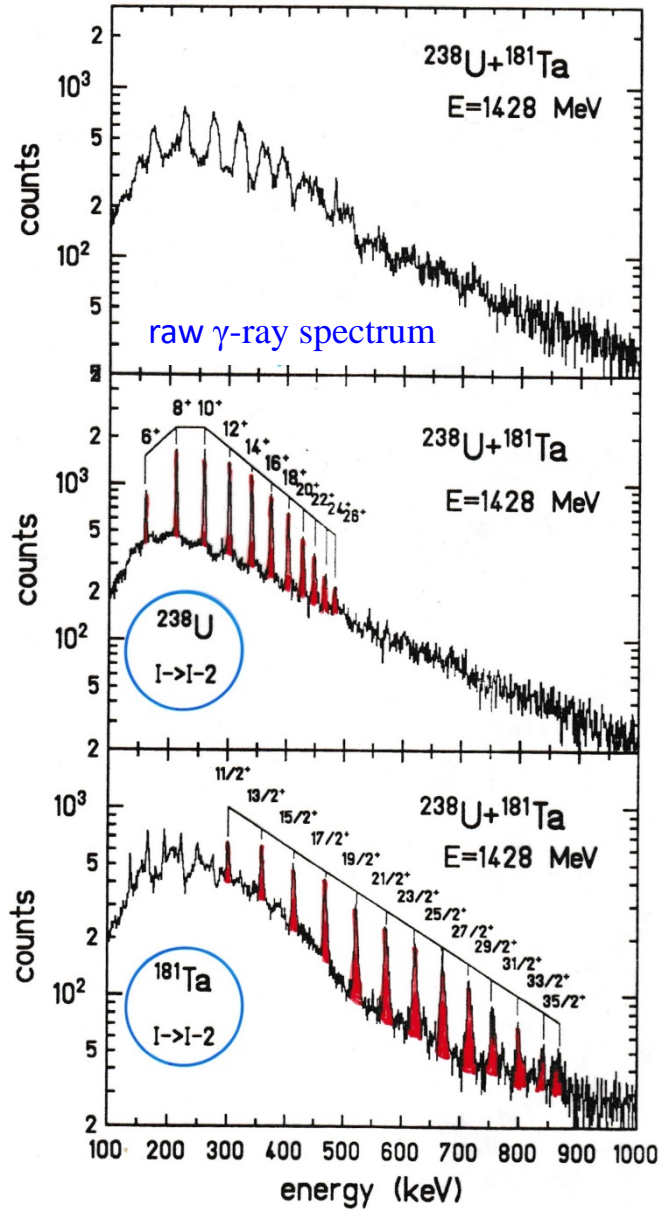 3
10³
5
2
10²
5
2
counts
²³⁸U+¹⁸¹Ta
E=1428 MeV
raw γ-ray spectrum
2
10³
5
2
10²
5
2
counts
6⁺
8⁺ 10⁺
12⁺
14⁺
16⁺
18⁺
20⁺
22⁺
24⁺
26⁺
²³⁸U+¹⁸¹Ta
E=1428 MeV
²³⁸U
I->I-2
10³
5
2
10²
5
2
counts
11/2⁺
13/2⁺
15/2⁺
17/2⁺
19/2⁺
21/2⁺
23/2⁺
25/2⁺
27/2⁺
29/2⁺
31/2⁺
33/2⁺
35/2⁺
²³⁸U+¹⁸¹Ta
E=1428 MeV
¹⁸¹Ta
I->I-2
100 200 300 400 500 600 700 800 900 1000
energy (keV)